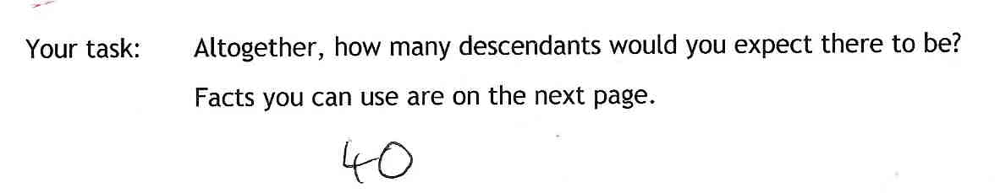 Your task: Altogether, how many descendants would you expect there to be?
Facts you can use are on the next page.
40